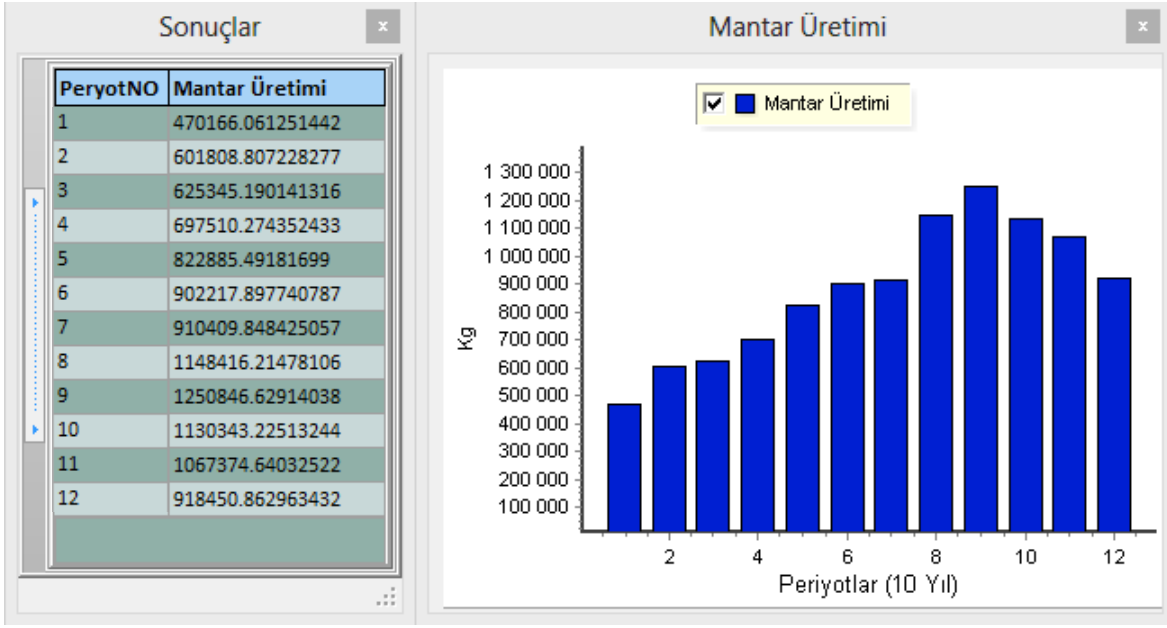 Sonuçlar
x
PeryotNO Mantar Üretimi
1 470166.061251442
2 601808.807228277
3 625345.190141316
4 697510.274352433
5 822885.49181699
6 902217.897740787
7 910409.848425057
8 1148416.21478106
9 1250846.62914038
10 1130343.22513244
11 1067374.64032522
12 918450.862963432
Mantar Üretimi
x
Mantar Üretimi
Kg
1 300 000
1 200 000
1 100 000
1 000 000
900 000
800 000
700 000
600 000
500 000
400 000
300 000
200 000
100 000
2 4 6 8 10 12
Periyotlar (10 Yıl)